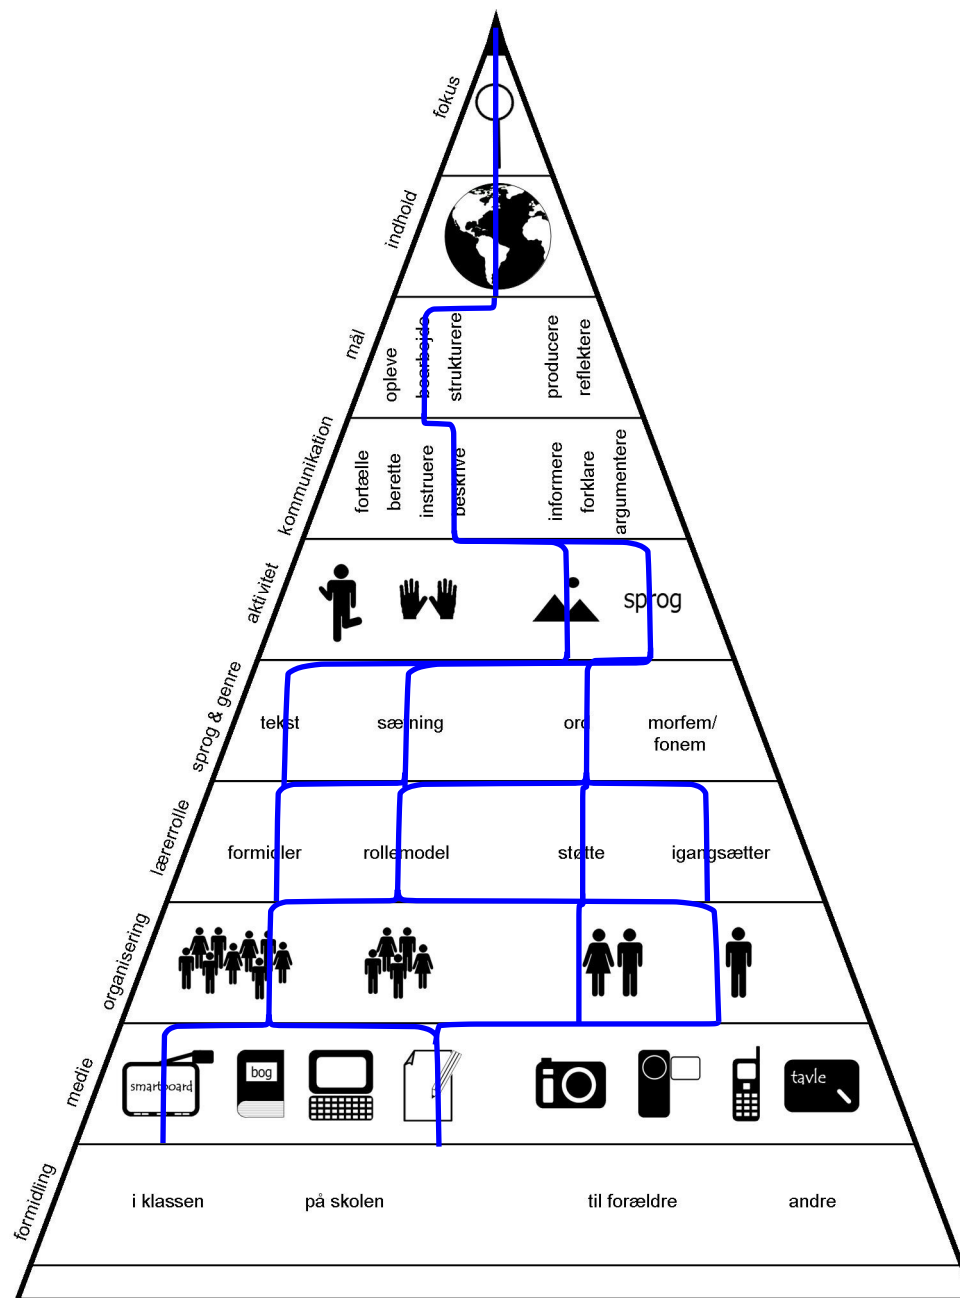 fokus
indhold
mål
opleve
bearbejde
strukturere
producere
reflektere
kommunikation
fortælle
berette
instruere
beskrive
informere
forklare
argumentere
aktivitet
sprog
sprog & genre
tekst
sætning
ord
morfem/
fonem
lærerrolle
formidler
rollemodel
støtte
igangsætter
organisering
medie
smartboard
bog
tavle
formidling
i klassen
på skolen
til forældre
andre